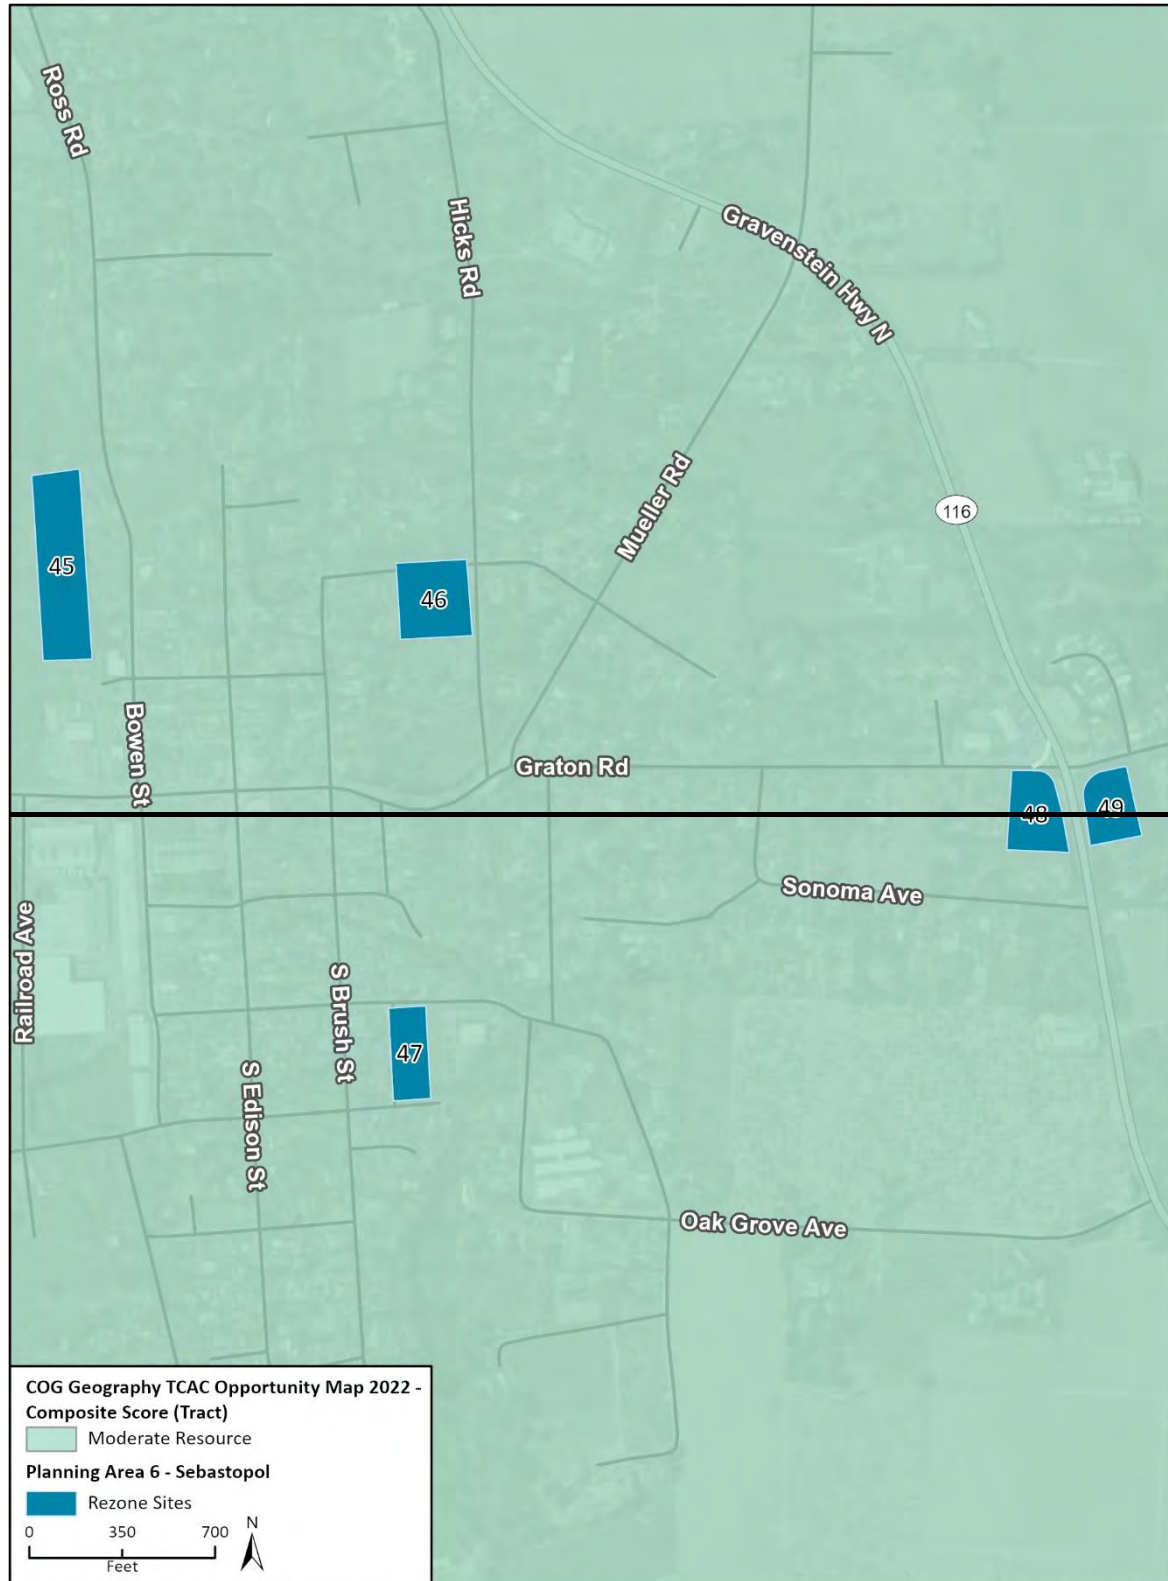 Ross Rd
Hicks Rd
Gravenstein Hwy N
Mueller Rd
116
45
46
Bowen St
Graton Rd
48
49
Sonoma Ave
Railroad Ave
S Brush St
47
S Edison St
Oak Grove Ave
COG Geography TCAC Opportunity Map 2022 -
Composite Score (Tract)
Moderate Resource
Planning Area 6 - Sebastopol
Rezone Sites
0 350 700
Feet
N